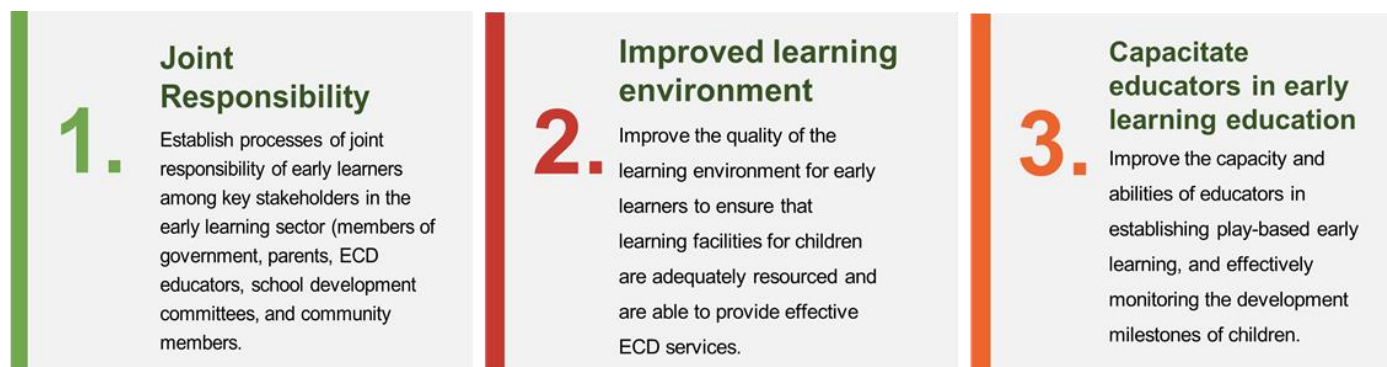 1.
Joint
Responsibility
Establish processes of joint
responsibility of early learners
among key stakeholders in the
early learning sector (members of
government, parents, ECD
educators, school development
committees, and community
members.
2.
Improved learning
environment
Improve the quality of the
learning environment for early
learners to ensure that
learning facilities for children
are adequately resourced and
are able to provide effective
ECD services.
3.
Capacitate
educators in early
learning education
Improve the capacity and
abilities of educators in
establishing play-based early
learning, and effectively
monitoring the development
milestones of children.